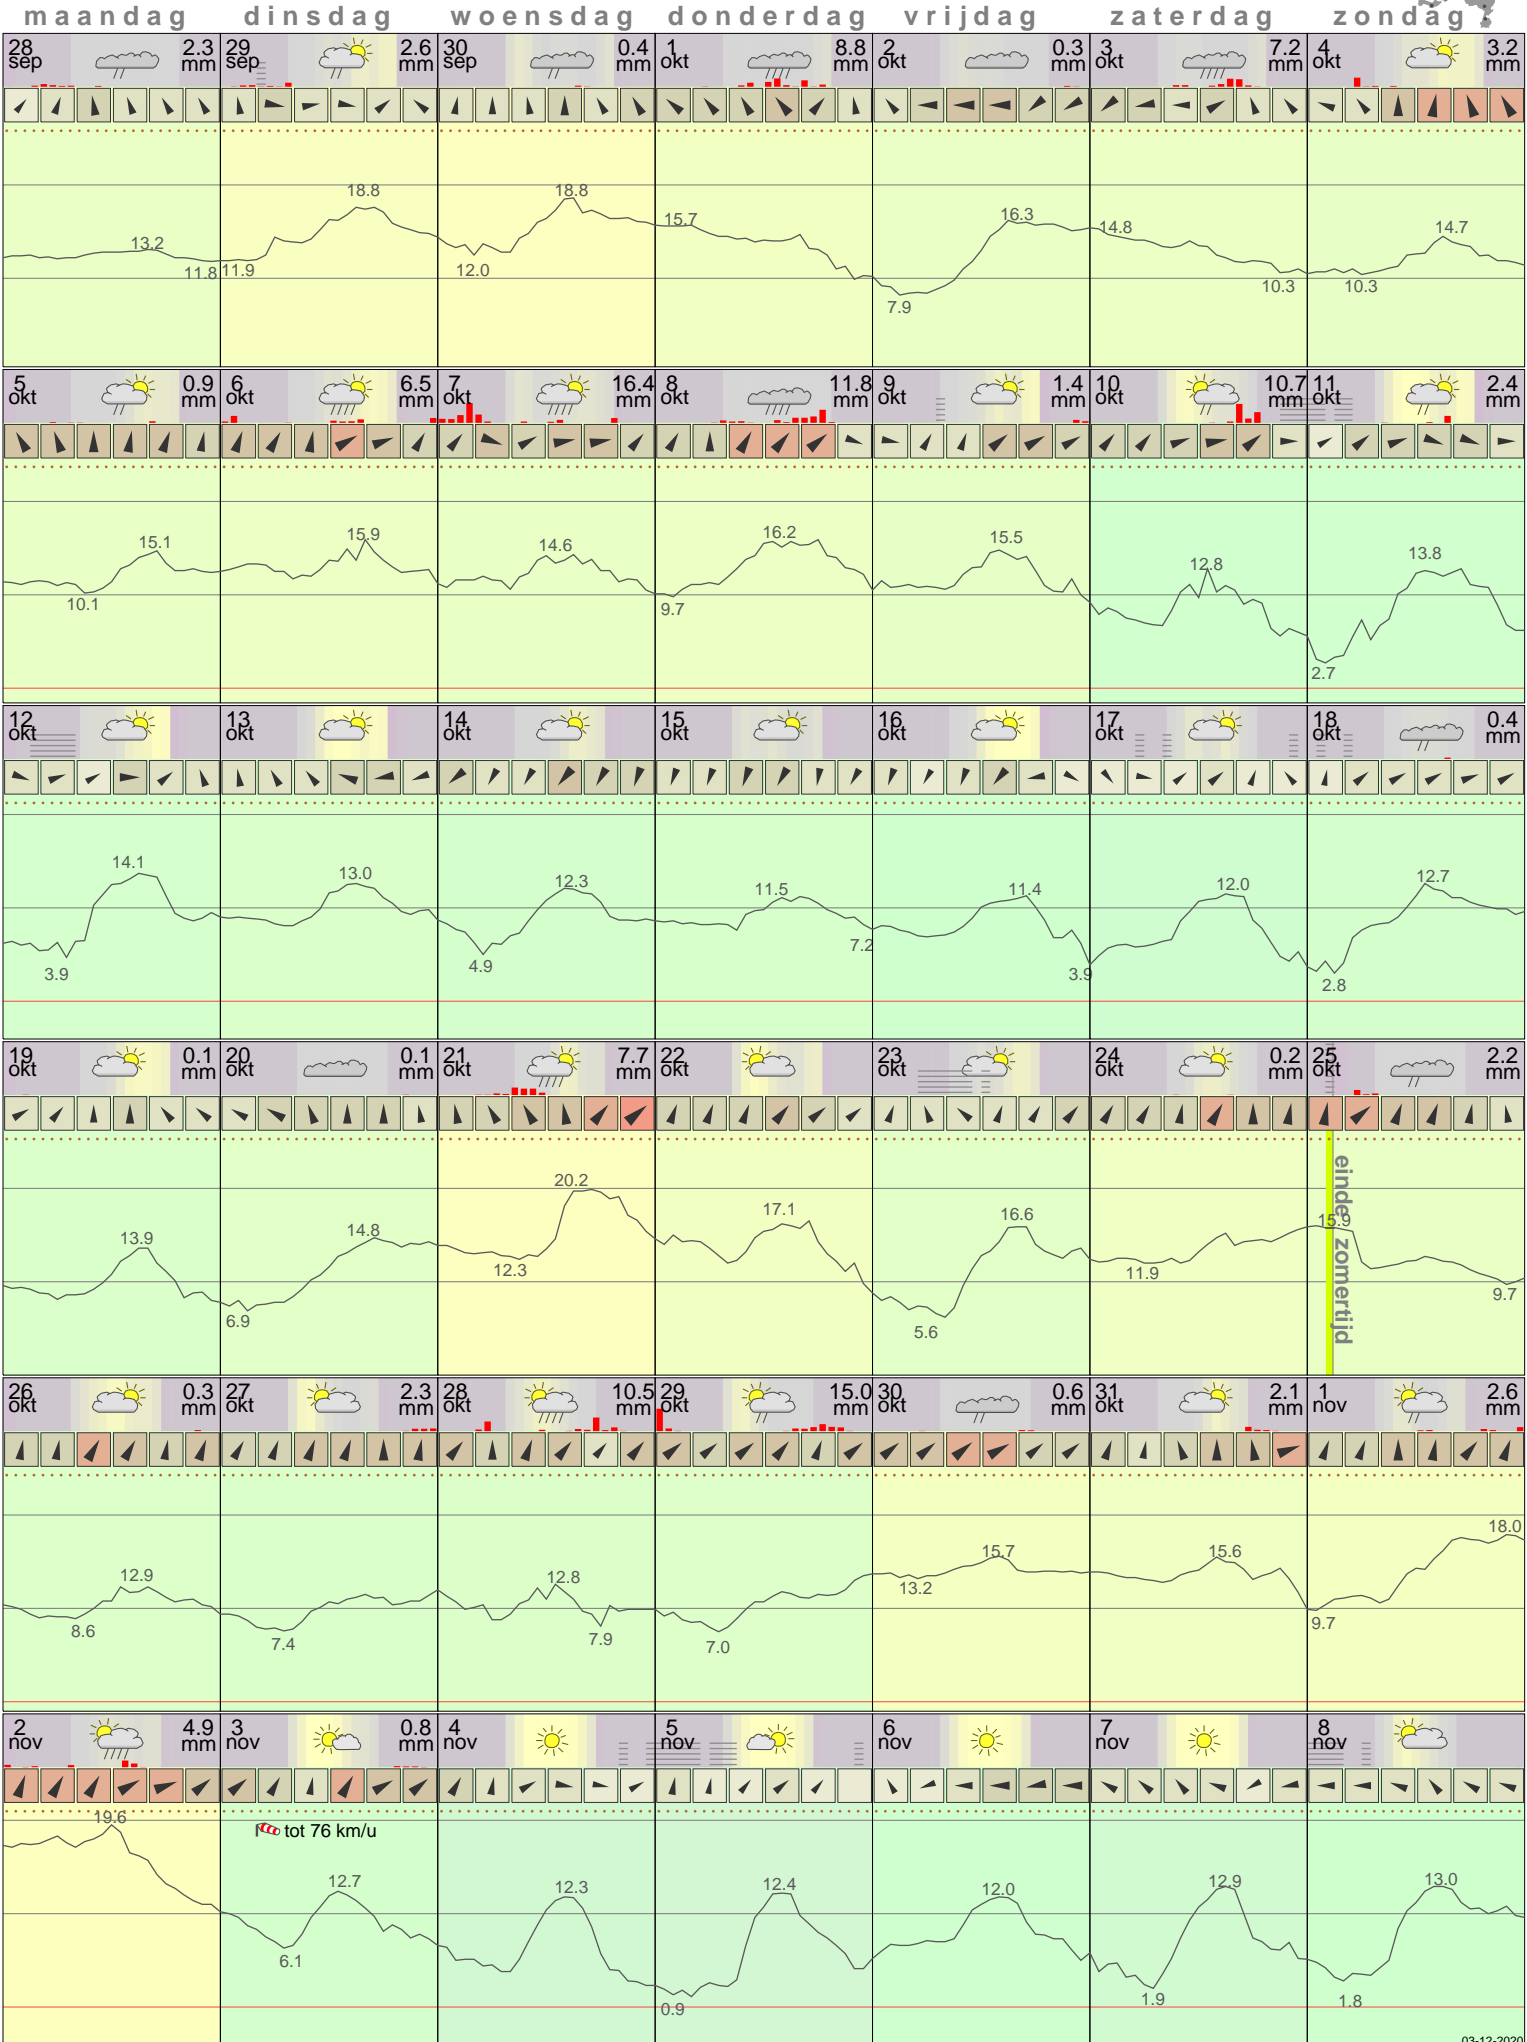 maandag dinsdag woensdag donderdag vrijdag zaterdag zondag
28 sep 2.3 mm 29 sep 2.6 mm 30 sep 0.4 mm 1 okt 8.8 mm 2 okt 0.3 mm 3 okt 7.2 mm 4 okt 3.2 mm
13.2 11.8 11.9 18.8 12.0 18.8 15.7 7.9 16.3 14.8 10.3 10.3 14.7
5 okt 0.9 mm 6 okt 6.5 mm 7 okt 16.4 mm 8 okt 11.8 mm 9 okt 1.4 mm 10 okt 10.7 mm 11 okt 2.4 mm
10.1 15.1 15.9 14.6 9.7 16.2 15.5 12.8 2.7 13.8
12 okt 13 okt 14 okt 15 okt 16 okt 17 okt 18 okt 0.4 mm
3.9 14.1 13.0 4.9 12.3 11.5 7.2 11.4 3.9 12.0 2.8 12.7
19 okt 0.1 mm 20 okt 0.1 mm 21 okt 7.7 mm 22 okt 23 okt 24 okt 0.2 mm 25 okt 2.2 mm
13.9 6.9 14.8 12.3 20.2 17.1 5.6 16.6 11.9 15.9 9.7
einde zomertijd
26 okt 0.3 mm 27 okt 2.3 mm 28 okt 10.5 mm 29 okt 15.0 mm 30 okt 0.6 mm 31 okt 2.1 mm 1 nov 2.6 mm
8.6 12.9 7.4 12.8 7.9 7.0 13.2 15.7 15.6 9.7 18.0
2 nov 4.9 mm 3 nov 0.8 mm 4 nov 5 nov 6 nov 7 nov 8 nov
19.6
tot 76 km/u
6.1 12.7 12.3 0.9 12.4 12.0 1.9 12.9 1.8 13.0
03-12-2020